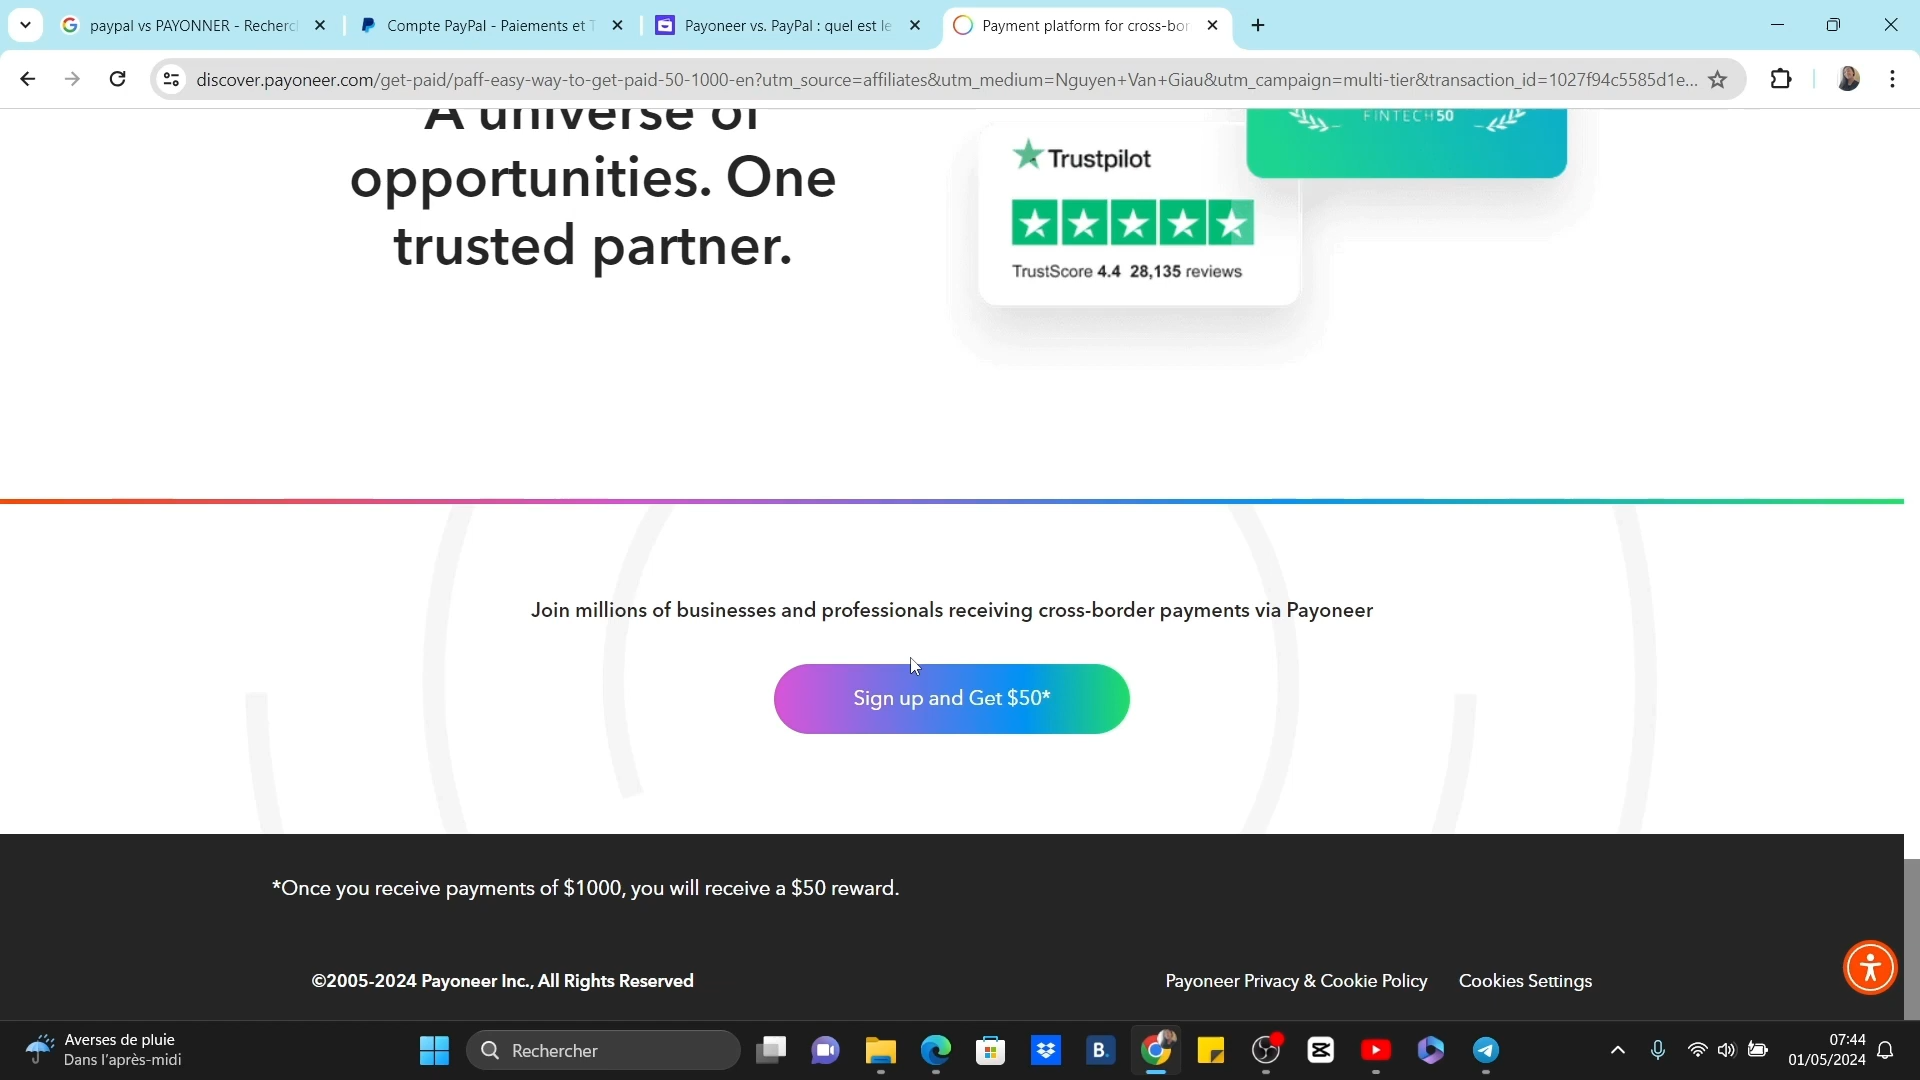 paypal vs PAYONNER - Recherc
Compte PayPal - Paiements et T
Payoneer vs. PayPal : quel est le
Payment platform for cross-bor
discover.payoneer.com/get-paid/paff-easy-way-to-get-paid-50-1000-en?utm_source=affiliates&utm_medium=Nguyen+Van+Giau&utm_campaign=multi-tier&transaction_id=1027f94c5585d1e...
A universe of
opportunities. One
trusted partner.
FINTECH50
Trustpilot
TrustScore 4.4 28,135 reviews
Join millions of businesses and professionals receiving cross-border payments via Payoneer
Sign up and Get $50*
*Once you receive payments of $1000, you will receive a $50 reward.
©2005-2024 Payoneer Inc., All Rights Reserved
Payoneer Privacy & Cookie Policy
Cookies Settings
Averses de pluie
Dans l'après-midi
Rechercher
B.
07:44
01/05/2024